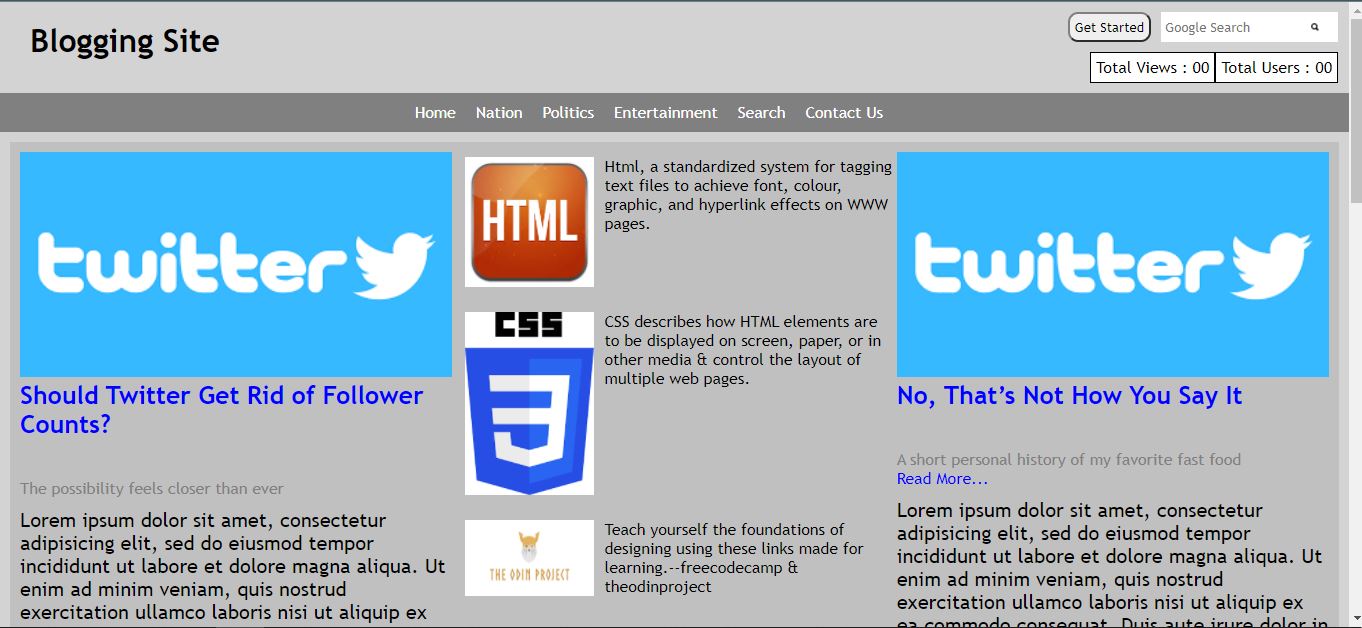 Blogging Site
Get Started
Google Search
Total Views : 00 Total Users : 00
Home Nation Politics Entertainment Search Contact Us
twitter
Should Twitter Get Rid of Follower
Counts?
The possibility feels closer than ever
Lorem ipsum dolor sit amet, consectetur
adipisicing elit, sed do eiusmod tempor
incididunt ut labore et dolore magna aliqua. Ut
enim ad minim veniam, quis nostrud
exercitation ullamco laboris nisi ut aliquip ex
HTML
Html, a standardized system for tagging
text files to achieve font, colour,
graphic, and hyperlink effects on WWW
pages.
CSS
3
CSS describes how HTML elements are
to be displayed on screen, paper, or in
other media & control the layout of
multiple web pages.
THE ODIN PROJECT
Teach yourself the foundations of
designing using these links made for
learning.--freecodecamp &
theodinproject
twitter
No, That’s Not How You Say It
A short personal history of my favorite fast food
Read More...
Lorem ipsum dolor sit amet, consectetur
adipisicing elit, sed do eiusmod tempor
incididunt ut labore et dolore magna aliqua. Ut
enim ad minim veniam, quis nostrud
exercitation ullamco laboris nisi ut aliquip ex
ea commodo consequat. Duis aute irure dolor in